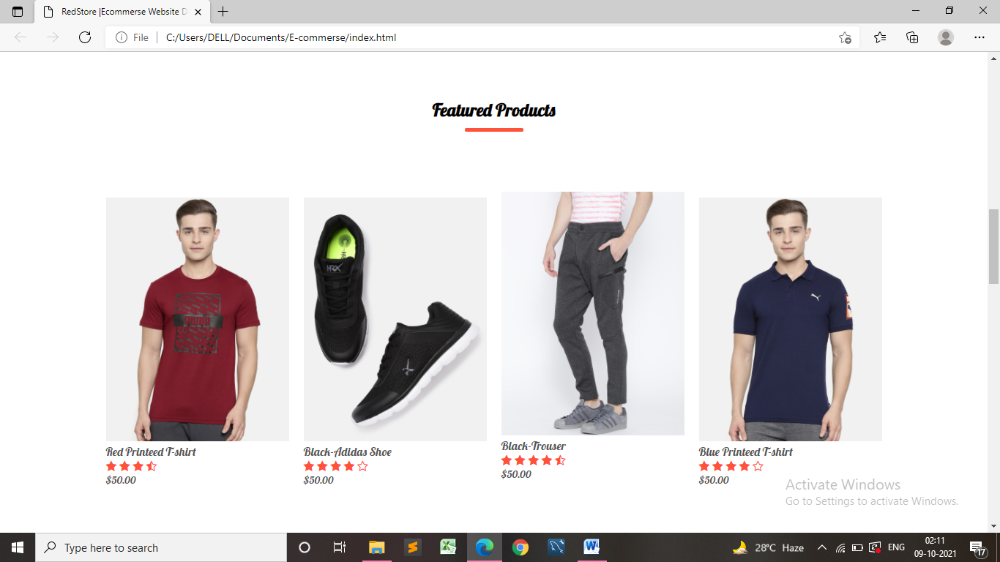 RedStore |Ecommerse Website D
File
C:/Users/DELL/Documents/E-commerse/index.html
Featured Products
HRX
PUMA
Red Printeed T-shirt
$50.00
Black-Adidas Shoe
$50.00
Black-Trouser
$50.00
Blue Printeed T-shirt
$50.00
Activate Windows
Go to Settings to activate Windows.
Type here to search
28°C Haze
ENG
02:11
09-10-2021
17